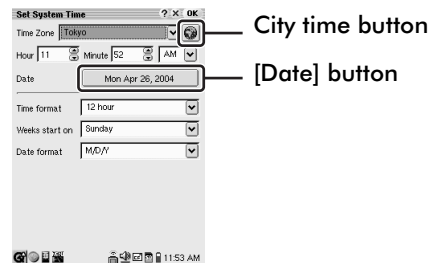 Set System Time ? × OK
City time button
Time Zone Tokyo
Hour 11 Minute 52 AM
[Date] button
Date Mon Apr 26, 2004
Time format 12 hour
Weeks start on Sunday
Date format M/D/Y
11:53 AM